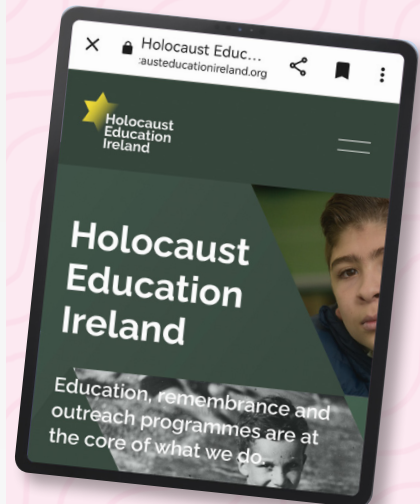 Holocaust Educ...
:austeducationireland.org
Holocaust
Education
Ireland
Holocaust
Education
Ireland
Education, remembrance and
outreach programmes are at
the core of what we do.